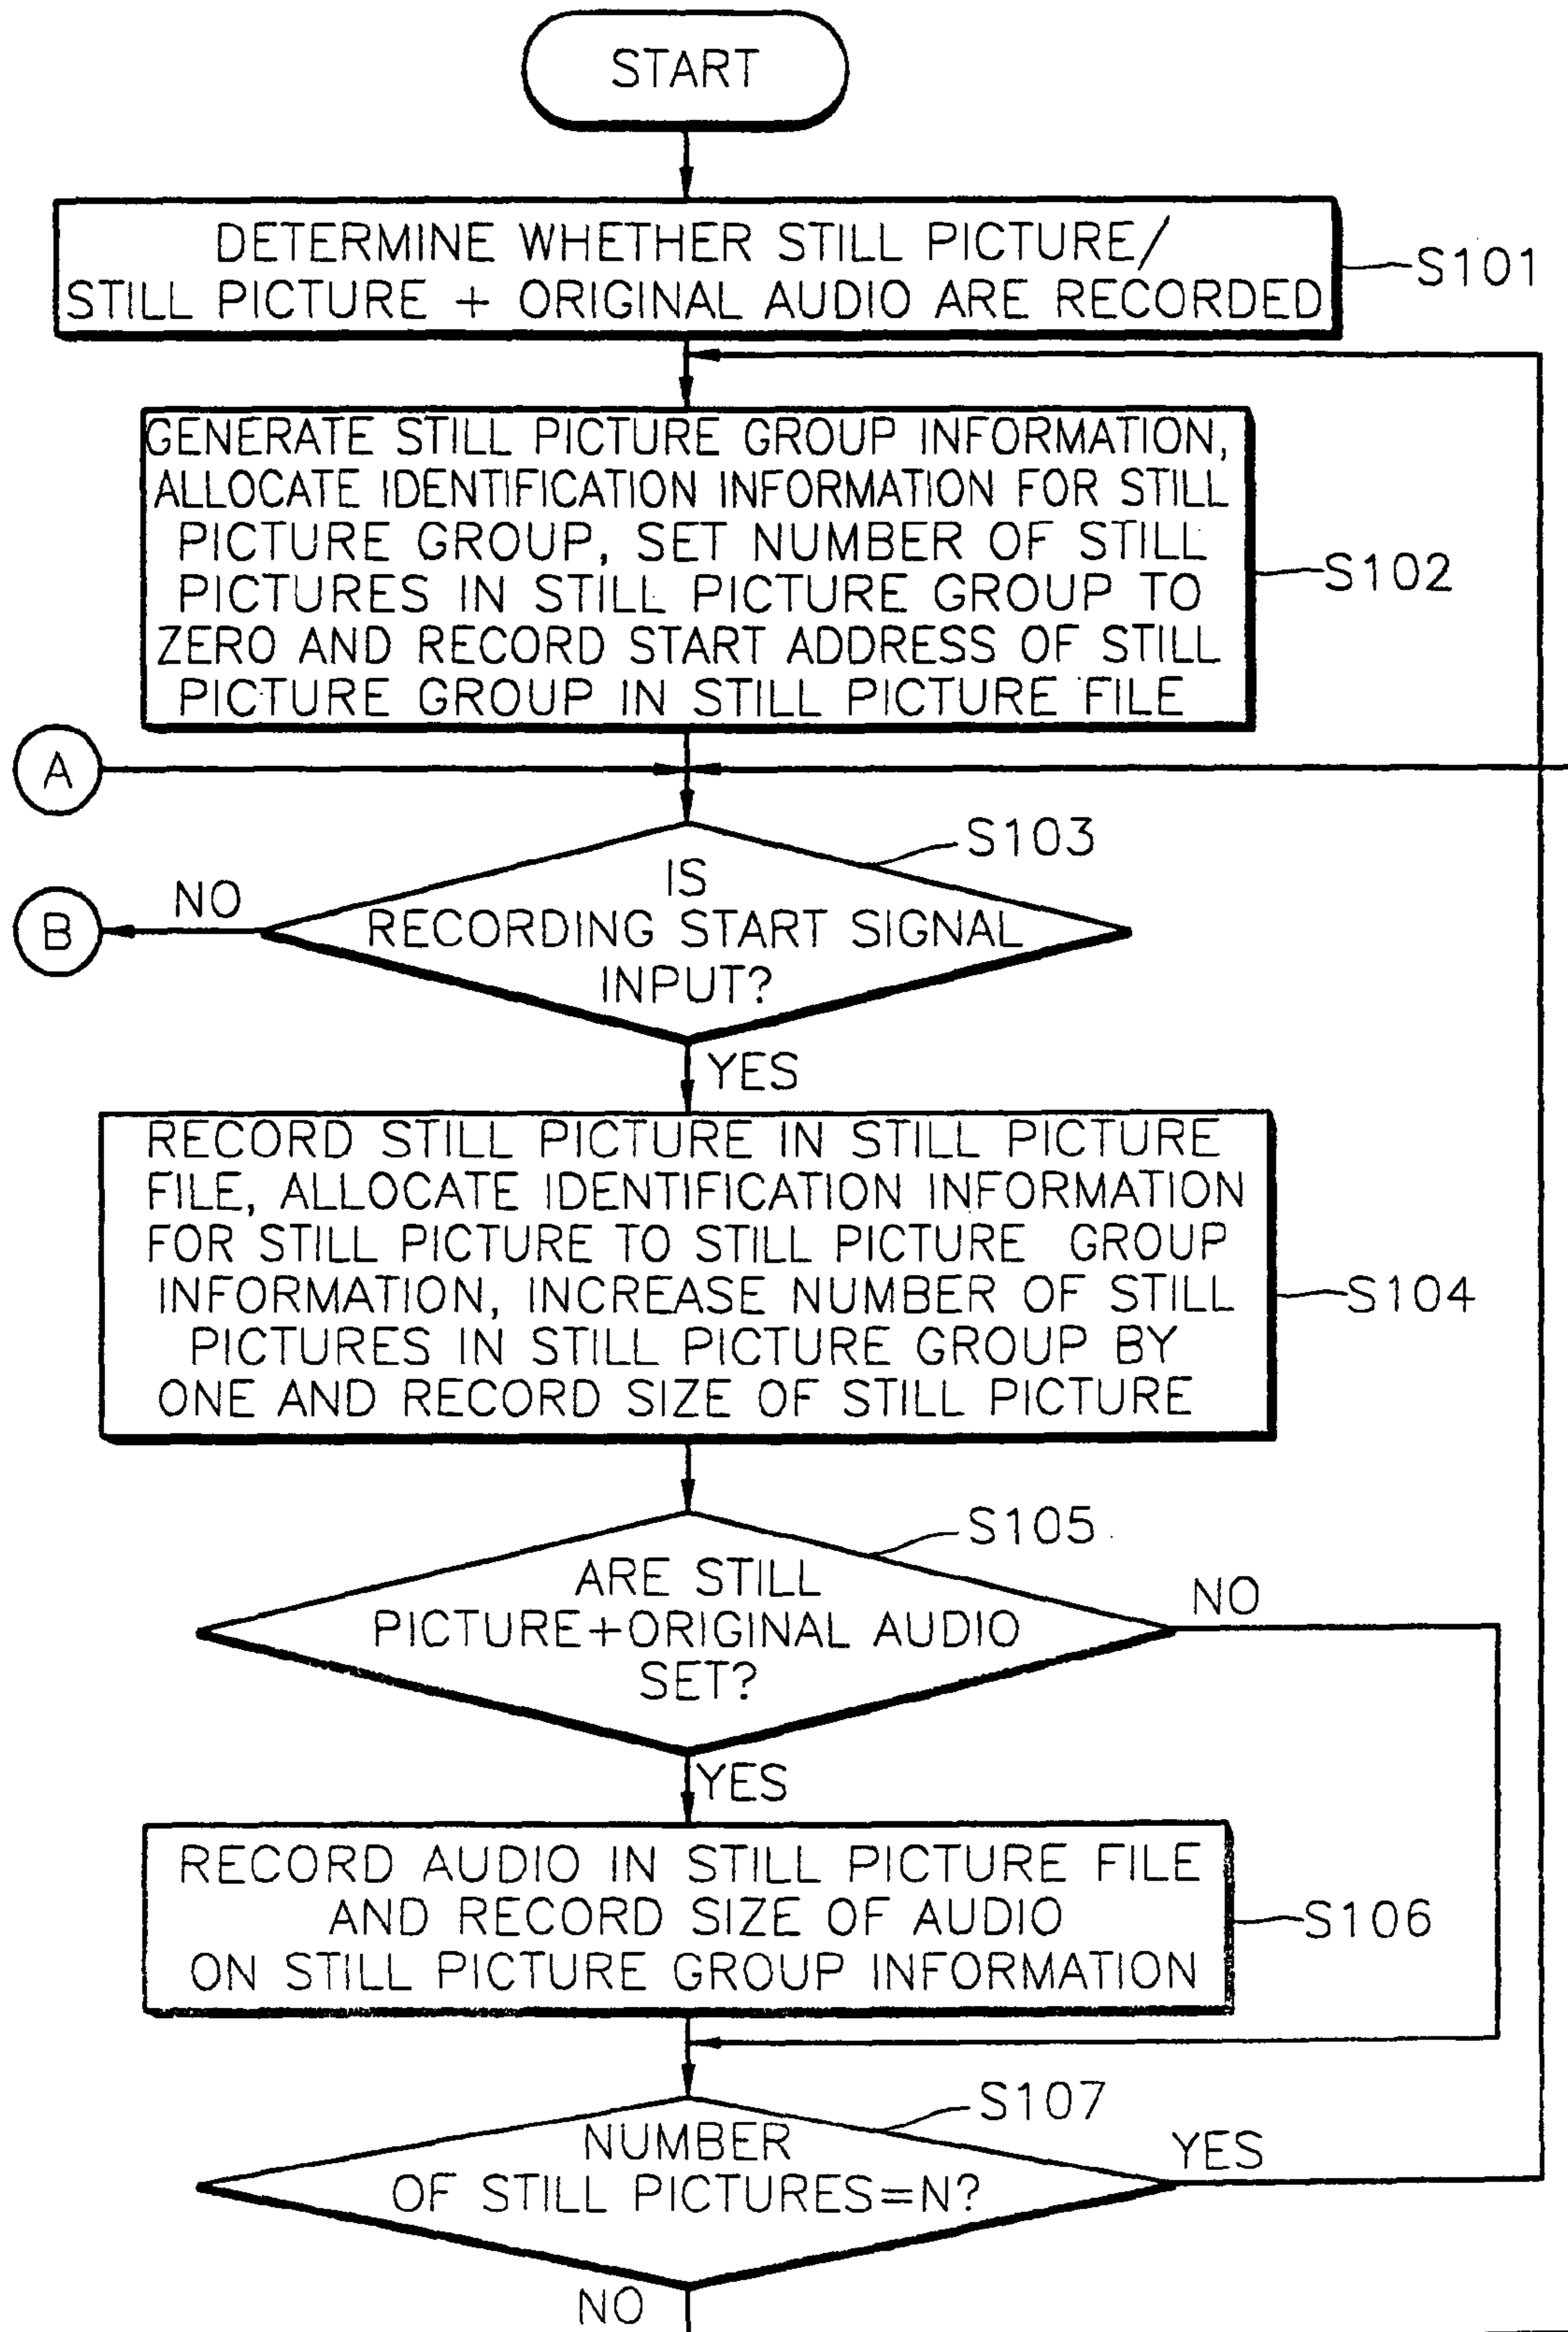 START
DETERMINE WHETHER STILL PICTURE/
STILL PICTURE + ORIGINAL AUDIO ARE RECORDED
S101
GENERATE STILL PICTURE GROUP INFORMATION,
ALLOCATE IDENTIFICATION INFORMATION FOR STILL
PICTURE GROUP, SET NUMBER OF STILL
PICTURES IN STILL PICTURE GROUP TO
ZERO AND RECORD START ADDRESS OF STILL
PICTURE GROUP IN STILL PICTURE FILE
S102
A
S103
IS
RECORDING START SIGNAL
INPUT?
NO
B
YES
RECORD STILL PICTURE IN STILL PICTURE
FILE, ALLOCATE IDENTIFICATION INFORMATION
FOR STILL PICTURE TO STILL PICTURE GROUP
INFORMATION, INCREASE NUMBER OF STILL
PICTURES IN STILL PICTURE GROUP BY
ONE AND RECORD SIZE OF STILL PICTURE
S104
S105
ARE STILL
PICTURE+ORIGINAL AUDIO
SET?
NO
YES
RECORD AUDIO IN STILL PICTURE FILE
AND RECORD SIZE OF AUDIO
ON STILL PICTURE GROUP INFORMATION
S106
S107
NUMBER
OF STILL PICTURES=N?
YES
NO